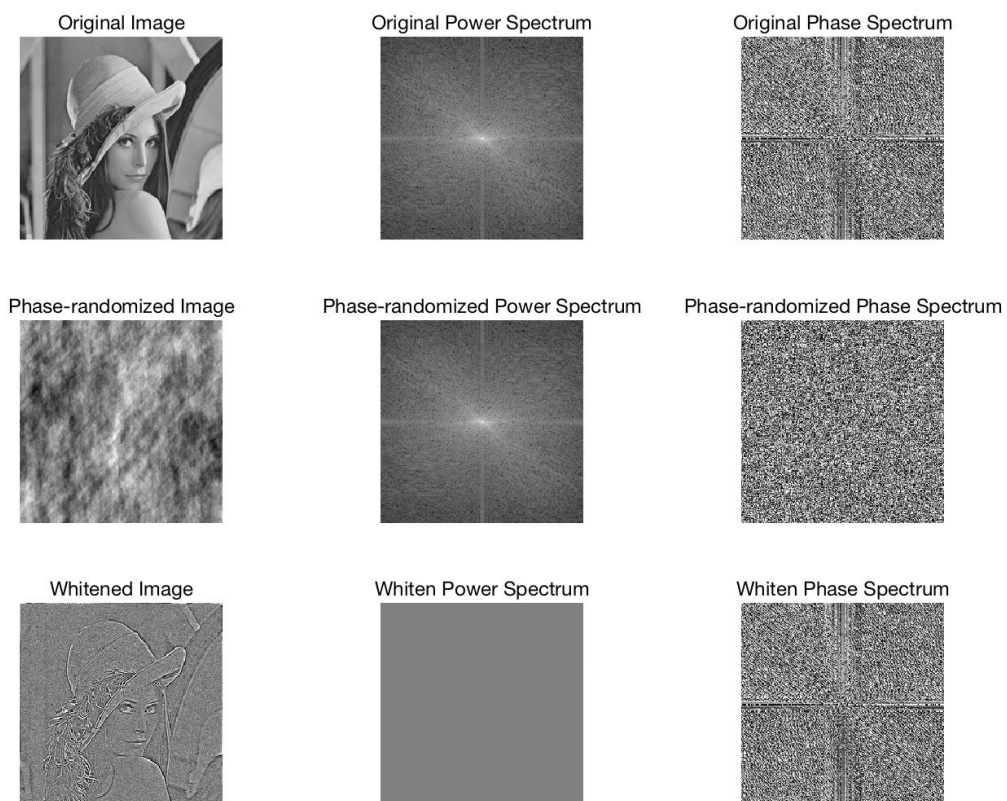 Original Image
Original Power Spectrum
Original Phase Spectrum
Phase-randomized Image
Phase-randomized Power Spectrum
Phase-randomized Phase Spectrum
Whitened Image
Whiten Power Spectrum
Whiten Phase Spectrum